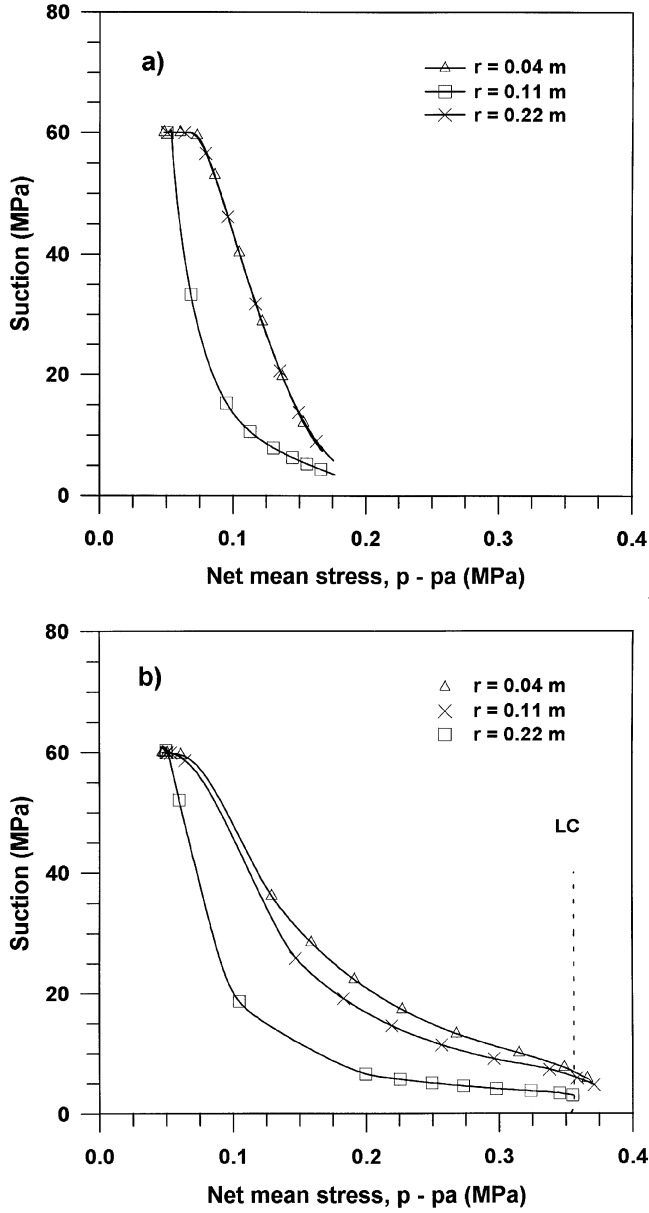 80
60
40
20
0
Suction (MPa)
a)
r = 0.04 m
r = 0.11 m
r = 0.22 m
0.0 0.1 0.2 0.3 0.4
Net mean stress, p - pa (MPa)
80
60
40
20
0
Suction (MPa)
b)
r = 0.04 m
r = 0.11 m
r = 0.22 m
LC
0.0 0.1 0.2 0.3 0.4
Net mean stress, p - pa (MPa)